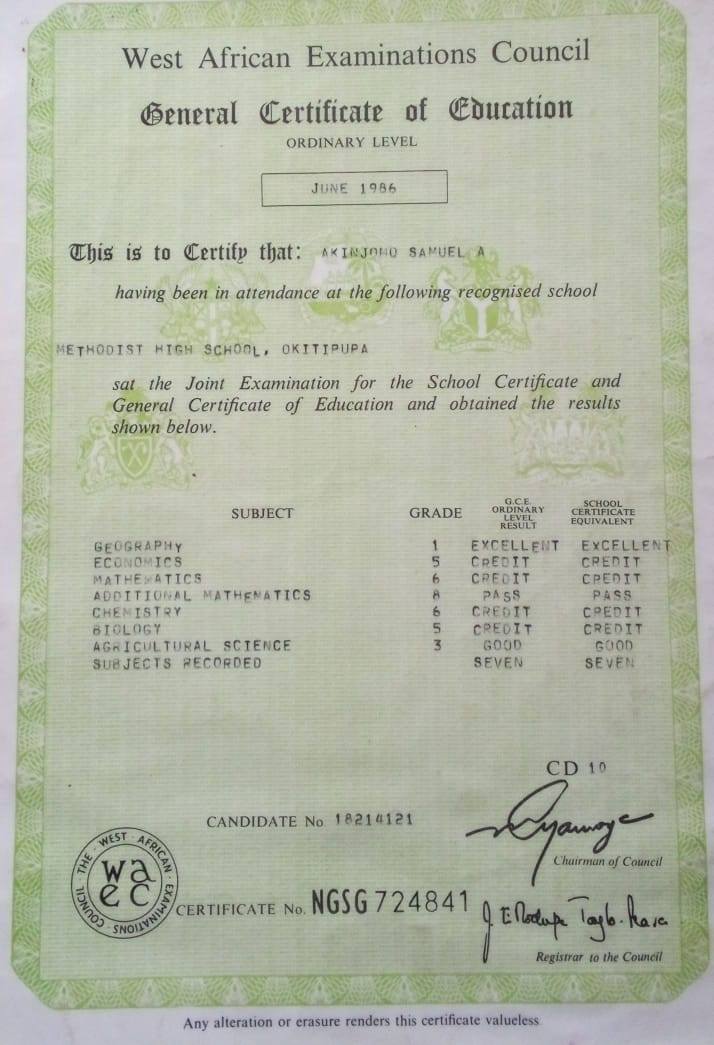 West African Examinations Council
General Certificate of Education
ORDINARY LEVEL
JUNE 1986
This is to Certify that: AKINJOMO SAMUEL A
having been in attendance at the following recognised school
METHODIST HIGH SCHOOL, OKITIPUPA
sat the Joint Examination for the School Certificate and
General Certificate of Education and obtained the results
shown below.
SUBJECT GRADE G.C.E. ORDINARY LEVEL RESULT SCHOOL CERTIFICATE EQUIVALENT
GEOGRAPHY 1 EXCELLENT EXCELLENT
ECONOMICS 5 CREDIT CREDIT
MATHEMATICS 6 CREDIT CREDIT
ADDITIONAL MATHEMATICS 8 PASS PASS
CHEMISTRY 6 CREDIT CREDIT
BIOLOGY 5 CREDIT CREDIT
AGRICULTURAL SCIENCE 3 GOOD GOOD
SUBJECTS RECORDED SEVEN SEVEN
CD 10
CANDIDATE No. 18214121
Chairman of Council
THE WEST AFRICAN EXAMINATIONS COUNCIL
wa
ec
CERTIFICATE No. NGSG 724841
Registrar to the Council
Any alteration or erasure renders this certificate valueless